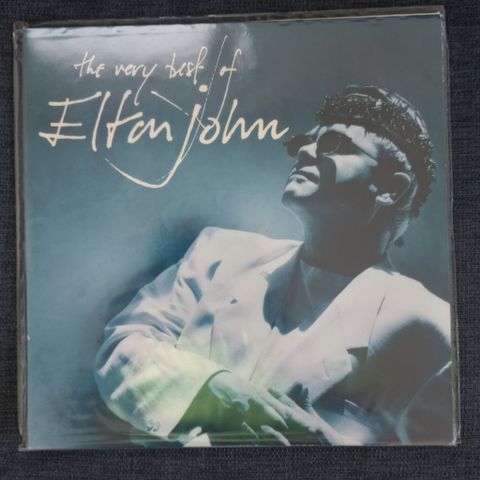 the very best of
Elton john